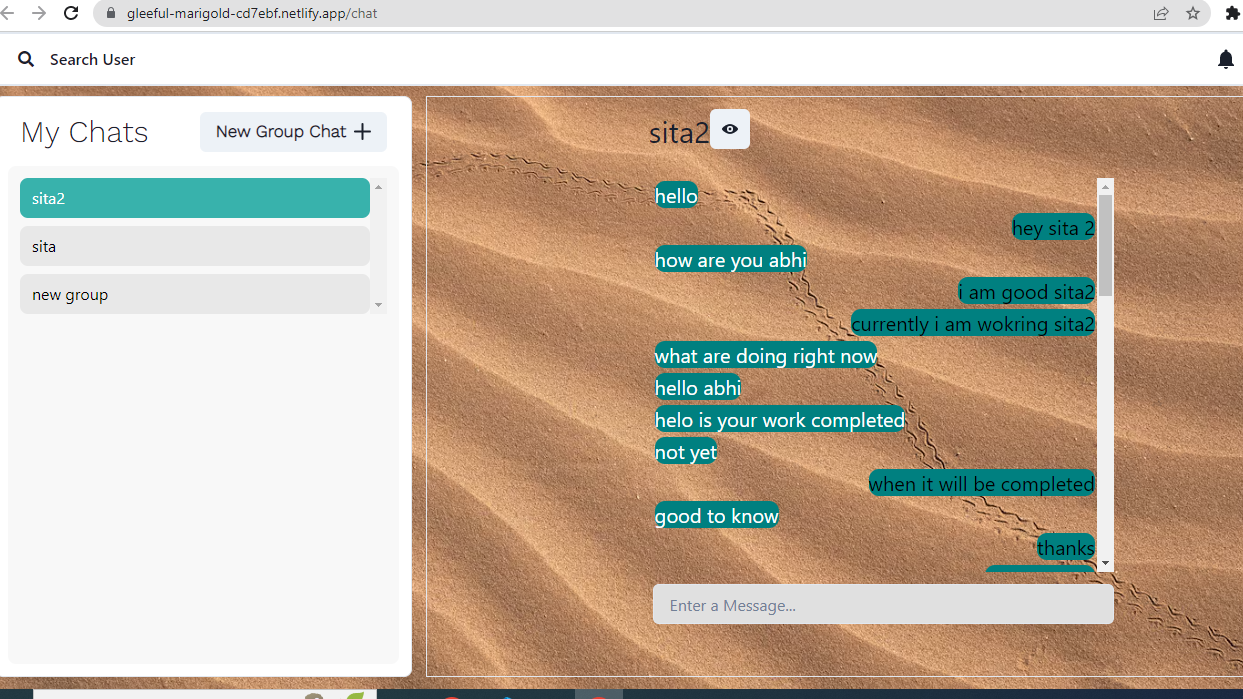 gleeful-marigold-cd7ebf.netlify.app/chat
Search User
My Chats
New Group Chat
sita2
sita
new group
sita2
hello
hey sita 2
how are you abhi
i am good sita2
currently i am wokring sita2
what are doing right now
hello abhi
helo is your work completed
not yet
when it will be completed
good to know
thanks
Enter a Message...